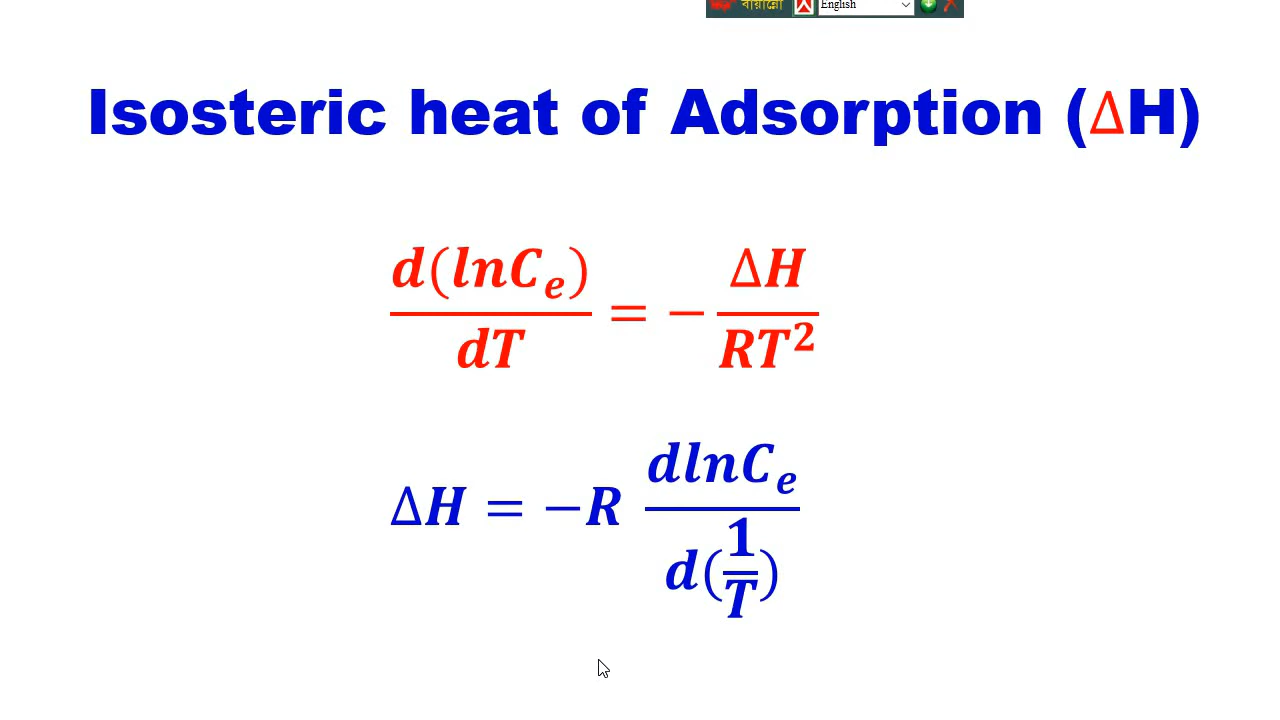 বায়ান্নো English
Isosteric heat of Adsorption (ΔH)
d(lnCₑ)/dT = − ΔH/RT²
ΔH = −R dlnCₑ/d(1/T)